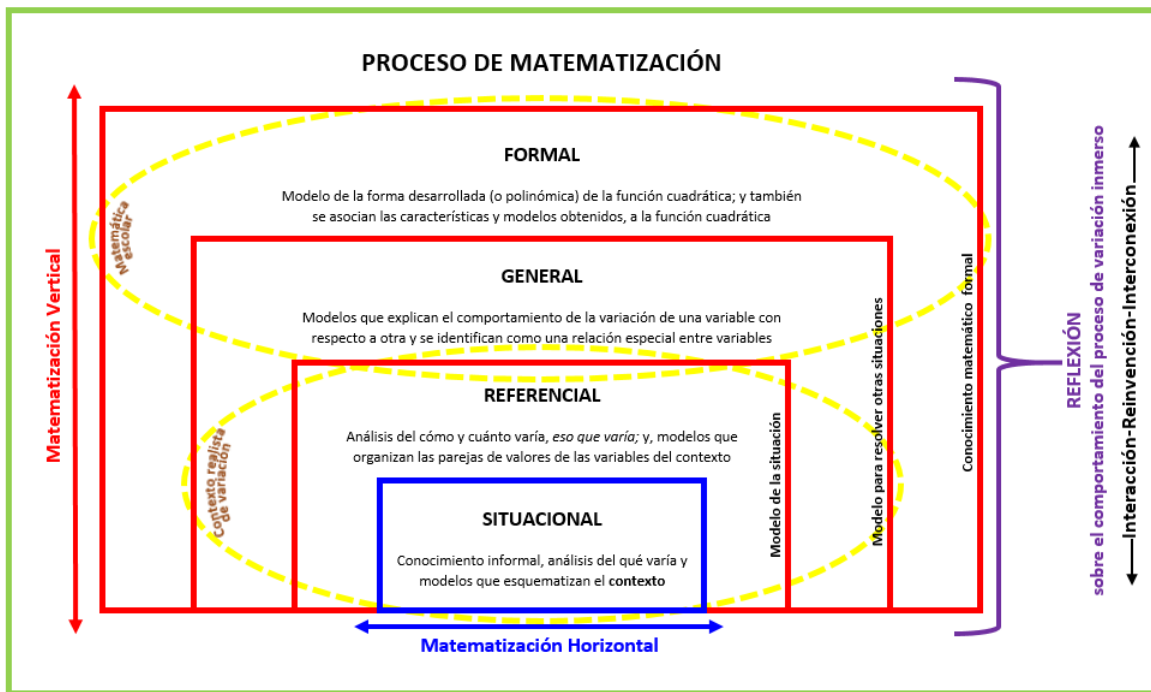 PROCESO DE MATEMATIZACIÓN
FORMAL
Modelo de la forma desarrollada (o polinómica) de la función cuadrática; y también
se asocian las características y modelos obtenidos, a la función cuadrática
Matemática
escolar
GENERAL
Modelos que explican el comportamiento de la variación de una variable con
respecto a otra y se identifican como una relación especial entre variables
REFERENCIAL
Análisis del cómo y cuánto varía, eso que varía; y, modelos que
organizan las parejas de valores de las variables del contexto
Contexto realista
de variación
SITUACIONAL
Conocimiento informal, análisis del qué varía y
modelos que esquematizan el contexto
Matematización Vertical
Matematización Horizontal
Modelo de la situación
Modelo para resolver otras situaciones
Conocimiento matemático formal
REFLEXIÓN
sobre el comportamiento del proceso de variación inmerso
Interacción-Reinvención-Interconexión